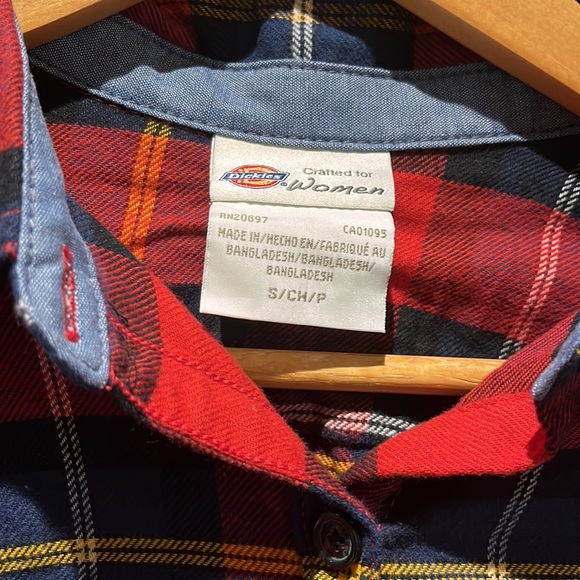 Dickies
Crafted for
Women
RN20697 CA01095
MADE IN/HECHO EN/FABRIQUÉ AU
BANGLADESH/BANGLADESH/
BANGLADESH
S/CH/P